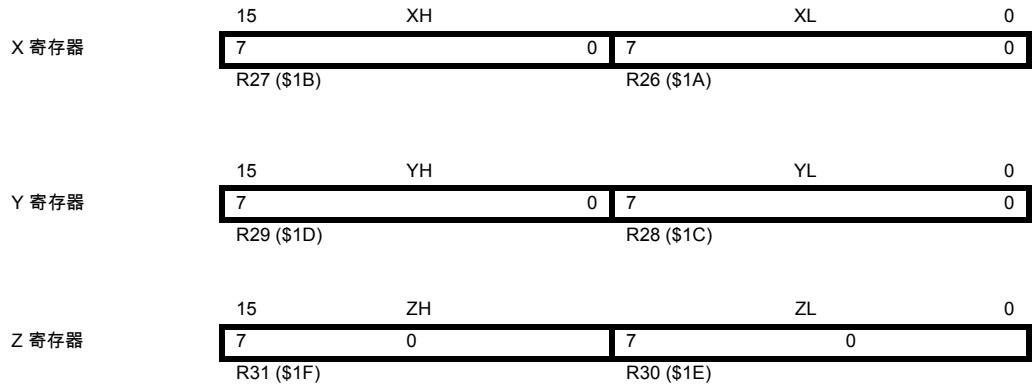 15 XH XL 0
X 寄存器 7 0 7 0
R27 ($1B) R26 ($1A)
15 YH YL 0
Y 寄存器 7 0 7 0
R29 ($1D) R28 ($1C)
15 ZH ZL 0
Z 寄存器 7 0 7 0
R31 ($1F) R30 ($1E)